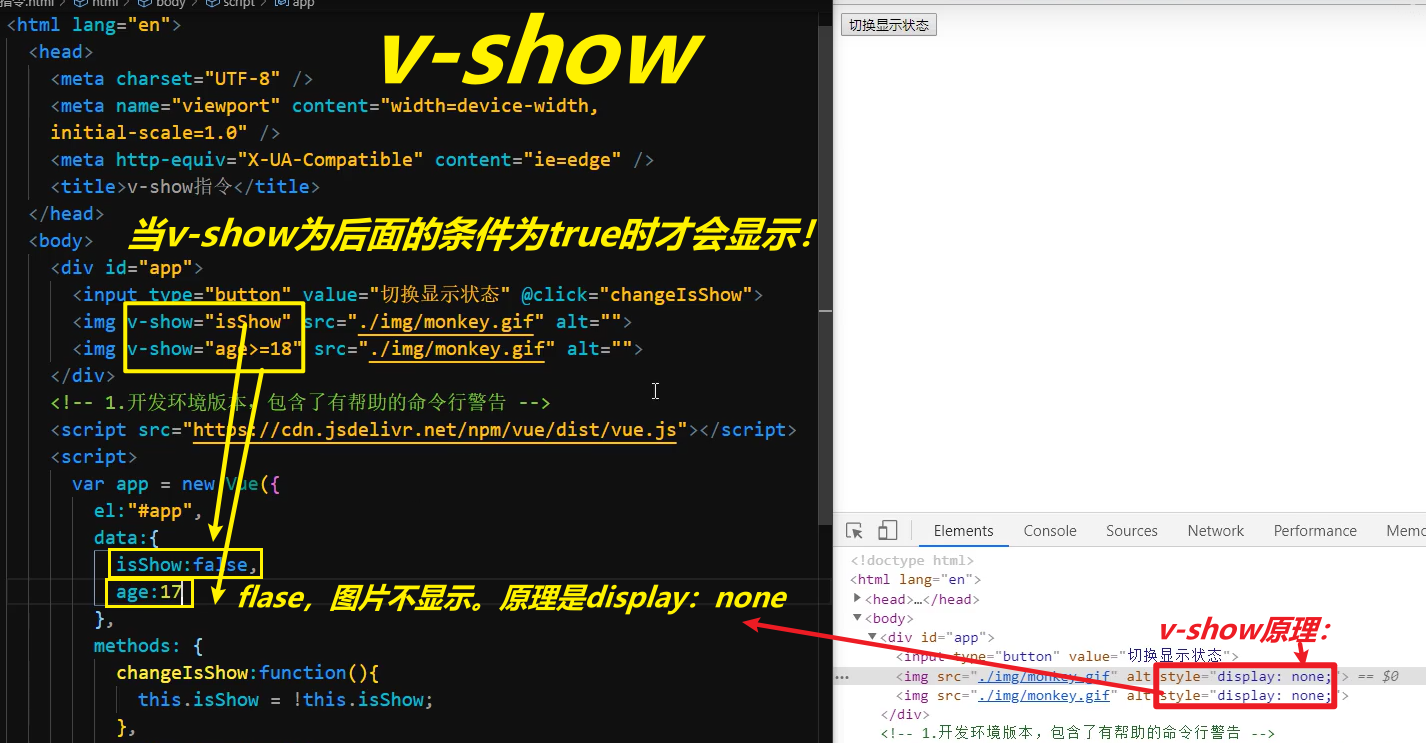 指令.html > html > body > script > app
<html lang="en">
v-show
<head>
<meta charset="UTF-8" />
<meta name="viewport" content="width=device-width,
initial-scale=1.0" />
<meta http-equiv="X-UA-Compatible" content="ie=edge" />
<title>v-show指令</title>
</head>
当v-show为后面的条件为true时才会显示！
<body>
<div id="app">
<input type="button" value="切换显示状态" @click="changeIsShow">
<img v-show="isShow" src="./img/monkey.gif" alt="">
<img v-show="age>=18" src="./img/monkey.gif" alt="">
</div>
<!-- 1.开发环境版本，包含了有帮助的命令行警告 -->
<script src="https://cdn.jsdelivr.net/npm/vue/dist/vue.js"></script>
<script>
var app = new Vue({
el:"#app",
data:{
isShow:false,
age:17
flase，图片不显示。原理是display：none
},
methods: {
changeIsShow:function(){
this.isShow = !this.isShow;
},
切换显示状态
Elements Console Sources Network Performance Memo
<!doctype html>
<html lang="en">
<head>…</head>
<body>
v-show原理：
<div id="app">
<input type="button" value="切换显示状态">
… <img src="./img/monkey.gif" alt style="display: none;"> == $0
<img src="./img/monkey.gif" alt style="display: none;">
</div>
<!-- 1.开发环境版本，包含了有帮助的命令行警告 -->